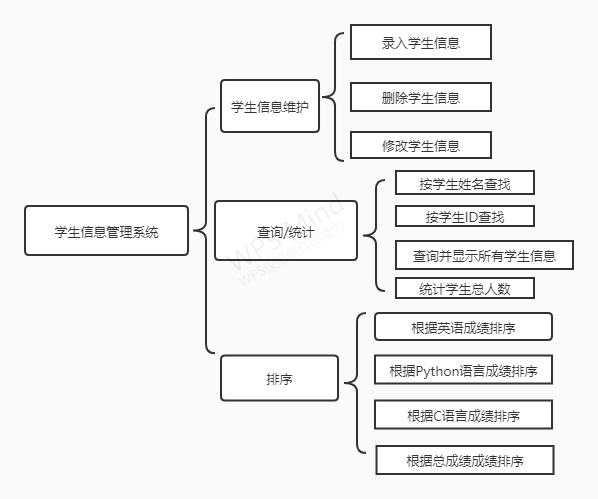 学生信息管理系统
学生信息维护
录入学生信息
删除学生信息
修改学生信息
查询/统计
按学生姓名查找
按学生ID查找
查询并显示所有学生信息
统计学生总人数
排序
根据英语成绩排序
根据Python语言成绩排序
根据C语言成绩排序
根据总成绩成绩排序
WPS Mind